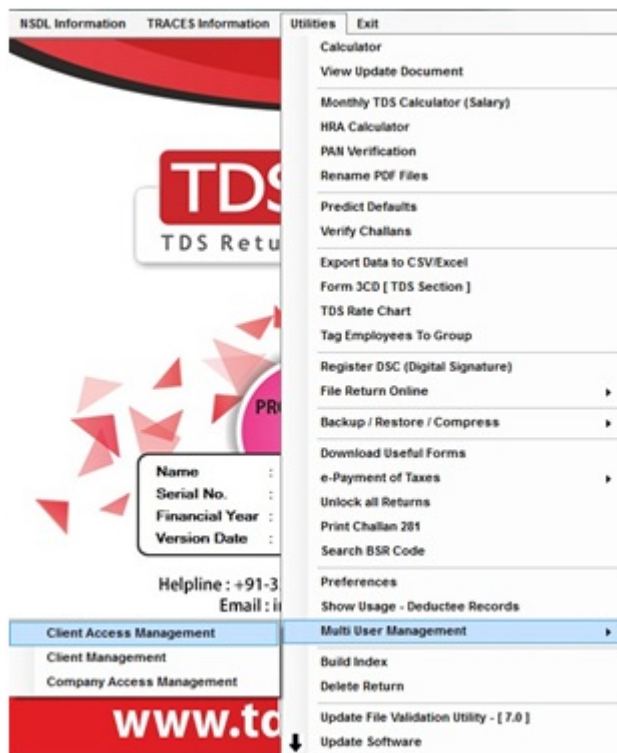 NSDL Information TRACES Information Utilities Exit
Calculator
View Update Document
Monthly TDS Calculator (Salary)
HRA Calculator
PAN Verification
Rename PDF Files
Predict Defaults
Verify Challans
Export Data to CSV/Excel
Form 3CD [ TDS Section ]
TDS Rate Chart
Tag Employees To Group
Register DSC (Digital Signature)
File Return Online
Backup / Restore / Compress
Download Useful Forms
e-Payment of Taxes
Unlock all Returns
Print Challan 281
Search BSR Code
Preferences
Show Usage - Deductee Records
Multi User Management
Build Index
Delete Return
Update File Validation Utility - [ 7.0 ]
Update Software
Client Access Management
Client Management
Company Access Management
TDS
TDS Retu
PRO
Name :
Serial No. :
Financial Year :
Version Date :
Helpline : +91-3
Email : i
www.td